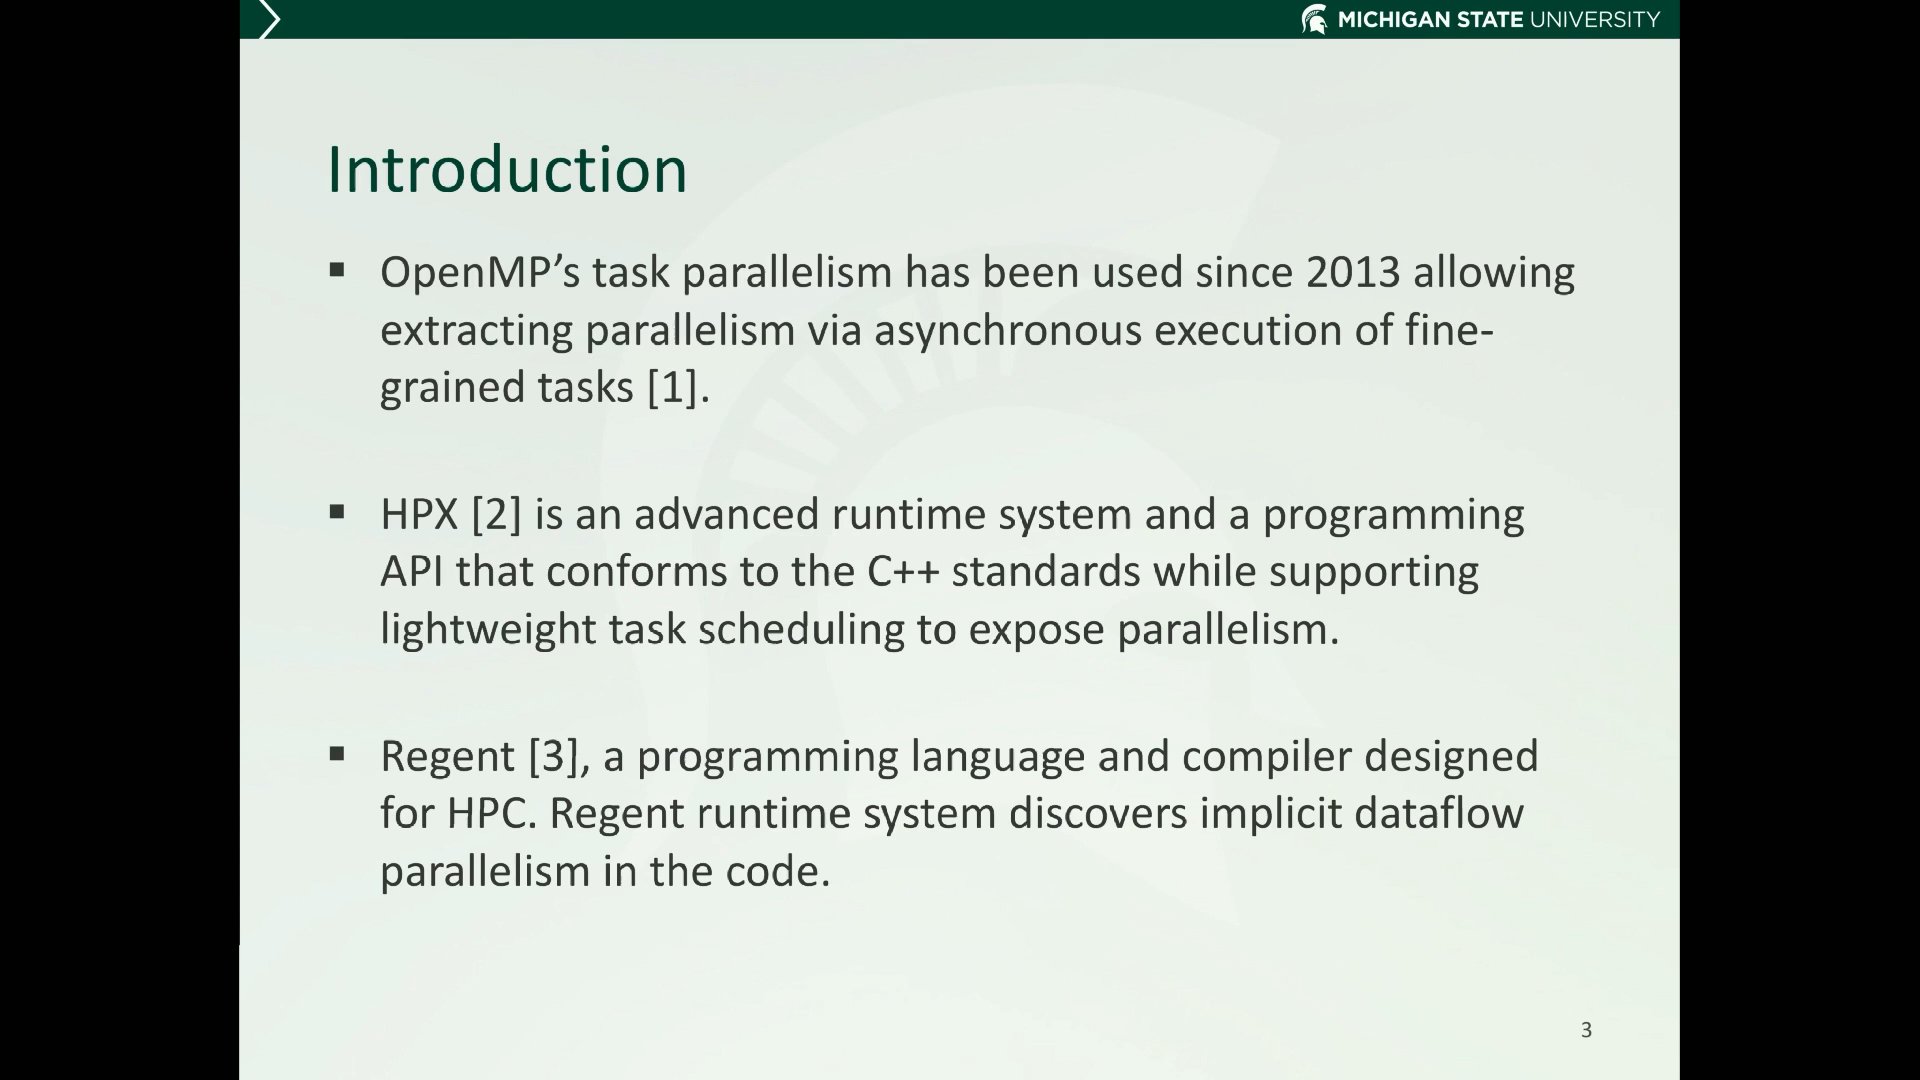 MICHIGAN STATE UNIVERSITY
Introduction
▪ OpenMP’s task parallelism has been used since 2013 allowing
extracting parallelism via asynchronous execution of fine-
grained tasks [1].
▪ HPX [2] is an advanced runtime system and a programming
API that conforms to the C++ standards while supporting
lightweight task scheduling to expose parallelism.
▪ Regent [3], a programming language and compiler designed
for HPC. Regent runtime system discovers implicit dataflow
parallelism in the code.
3